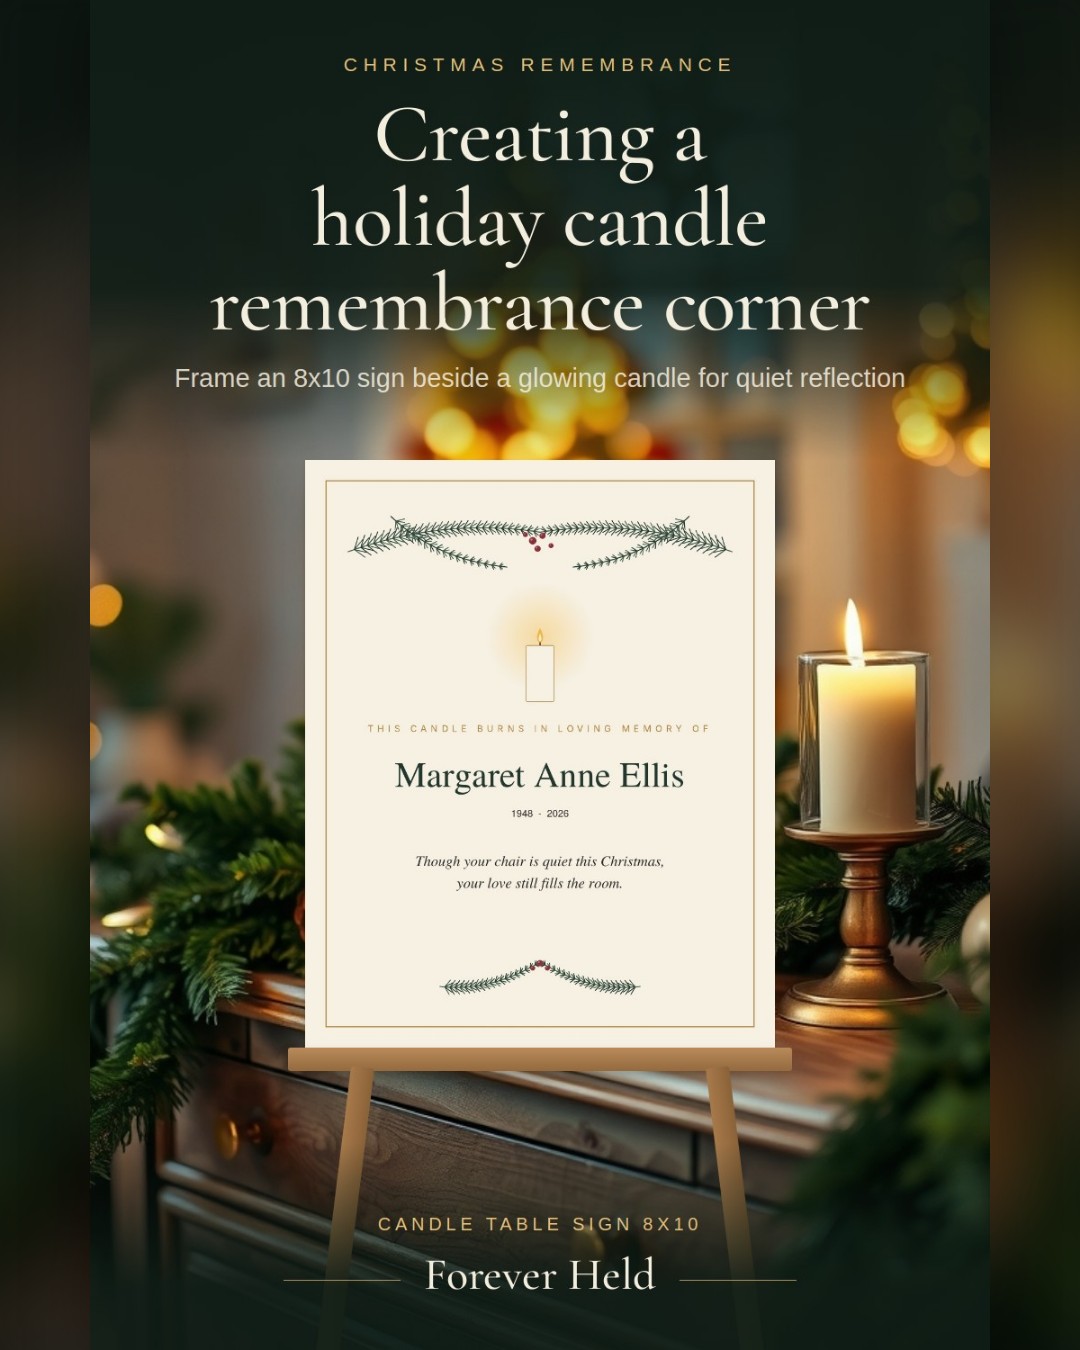 CHRISTMAS REMEMBRANCE
Creating a
holiday candle
remembrance corner
Frame an 8x10 sign beside a glowing candle for quiet reflection
THIS CANDLE BURNS IN LOVING MEMORY OF
Margaret Anne Ellis
1948 · 2026
Though your chair is quiet this Christmas,
your love still fills the room.
CANDLE TABLE SIGN 8X10
Forever Held